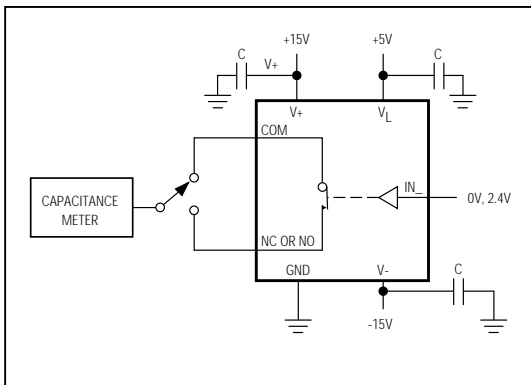 +15V
+5V
C
V+
C
V+
VL
COM
IN_
CAPACITANCE
METER
0V, 2.4V
NC OR NO
GND
V-
C
-15V